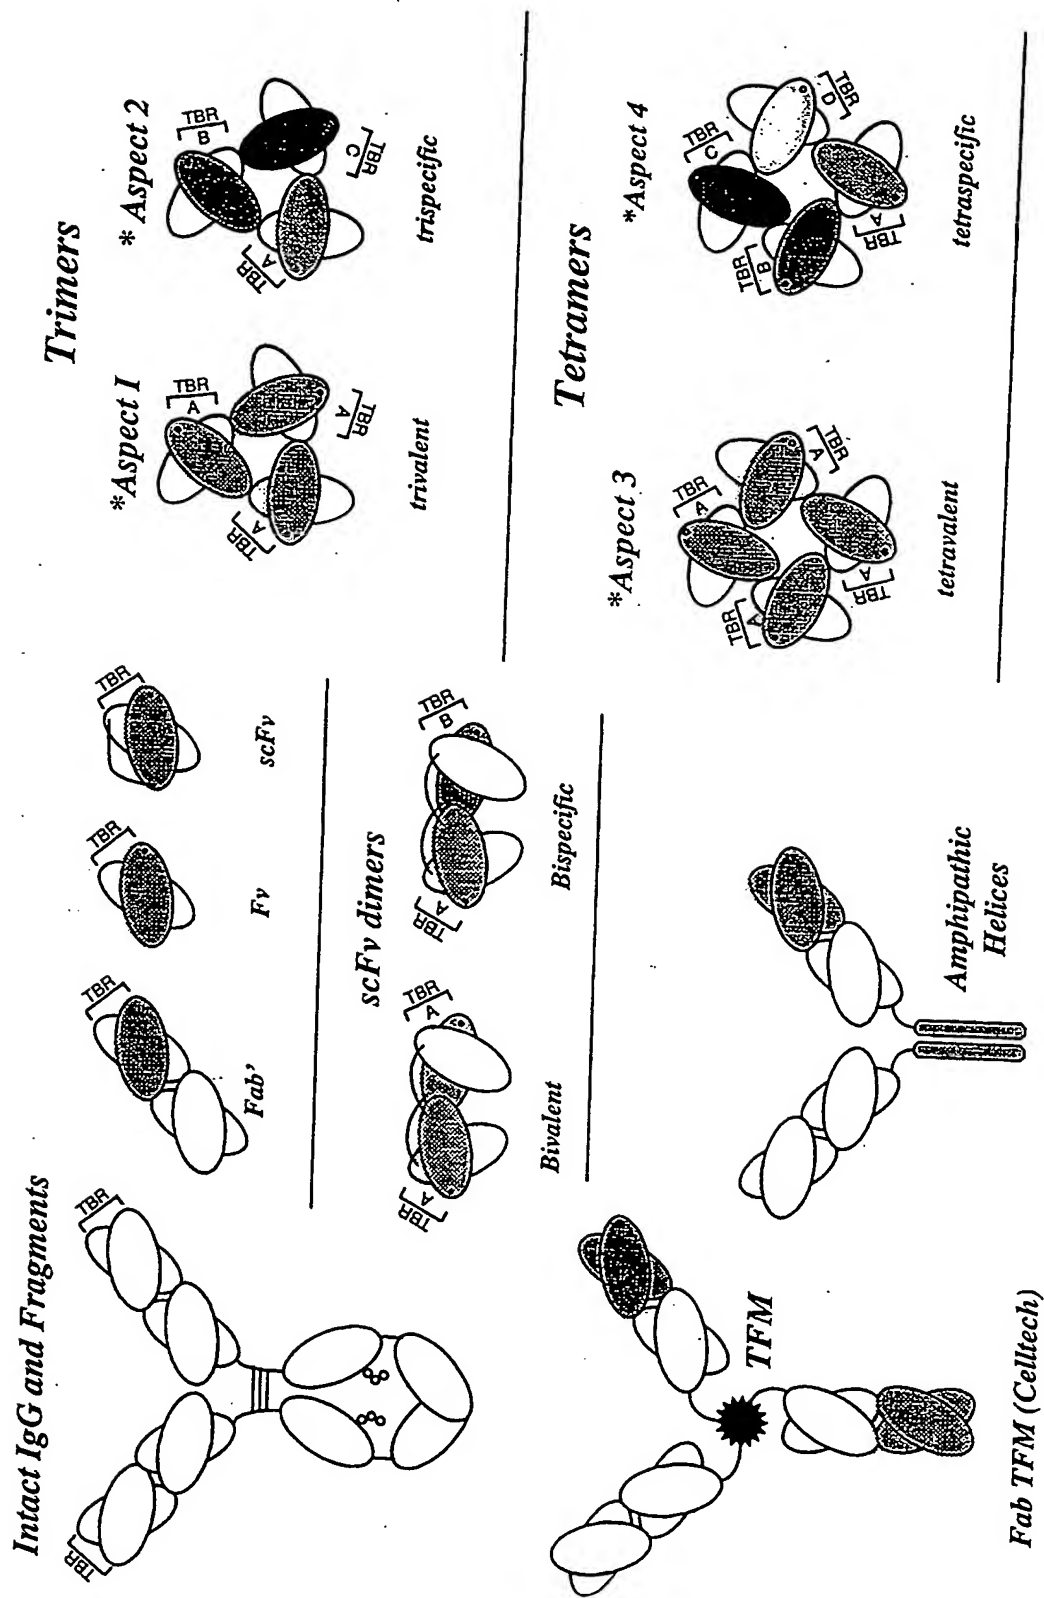 Intact IgG and Fragments
TBR
TBR
TBR
Fab'
TBR
Fv
TBR
scFv
scFv dimers
TBR
A
TBR
A
Bivalent
TBR
A
TBR
B
Bispecific
Trimers
*Aspect I
TBR
A
TBR
A
TBR
A
trivalent
*Aspect 2
TBR
A
TBR
B
TBR
C
trispecific
TFM
Fab TFM (Celltech)
Amphipathic
Helices
Tetramers
*Aspect 3
TBR
A
TBR
A
TBR
A
TBR
A
tetravalent
*Aspect 4
TBR
B
TBR
C
TBR
D
TBR
A
tetraspecific